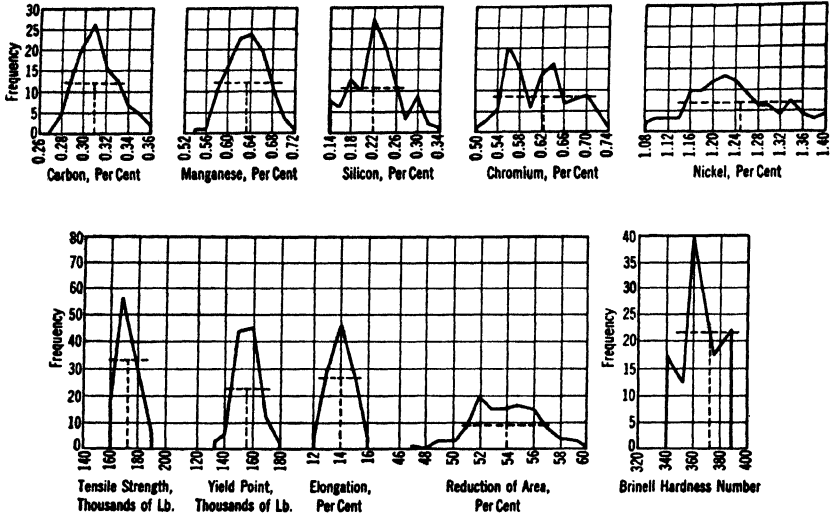 30
25
20
15
10
5
0
Frequency
0.26 0.28 0.30 0.32 0.34 0.36
Carbon, Per Cent
0.52 0.56 0.60 0.64 0.68 0.72
Manganese, Per Cent
0.14 0.18 0.22 0.26 0.30 0.34
Silicon, Per Cent
0.50 0.54 0.58 0.62 0.66 0.70 0.74
Chromium, Per Cent
1.08 1.12 1.16 1.20 1.24 1.28 1.32 1.36 1.40
Nickel, Per Cent
80
70
60
50
40
30
20
10
0
Frequency
140 160 180 200
Tensile Strength,
Thousands of Lb.
120 140 160 180
Yield Point,
Thousands of Lb.
12 14 16
Elongation,
Per Cent
46 48 50 52 54 56 58 60
Reduction of Area,
Per Cent
40
35
30
25
20
15
10
5
0
Frequency
320 340 360 380 400
Brinell Hardness Number